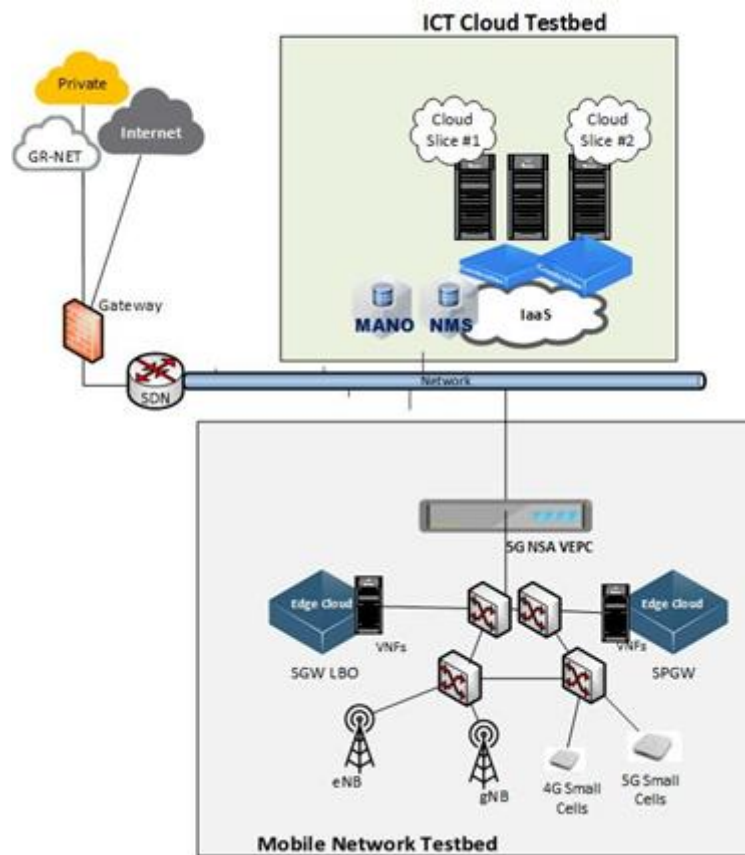 ICT Cloud Testbed
Private
Internet
GR-NET
Cloud
Slice #1
Cloud
Slice #2
Gateway
MANO
NMS
IaaS
SDN
Network
5G NSA VEPC
Edge Cloud
VNFs
SGW LBO
Edge Cloud
VNFs
SPGW
eNB
gNB
4G Small
Cells
5G Small
Cells
Mobile Network Testbed